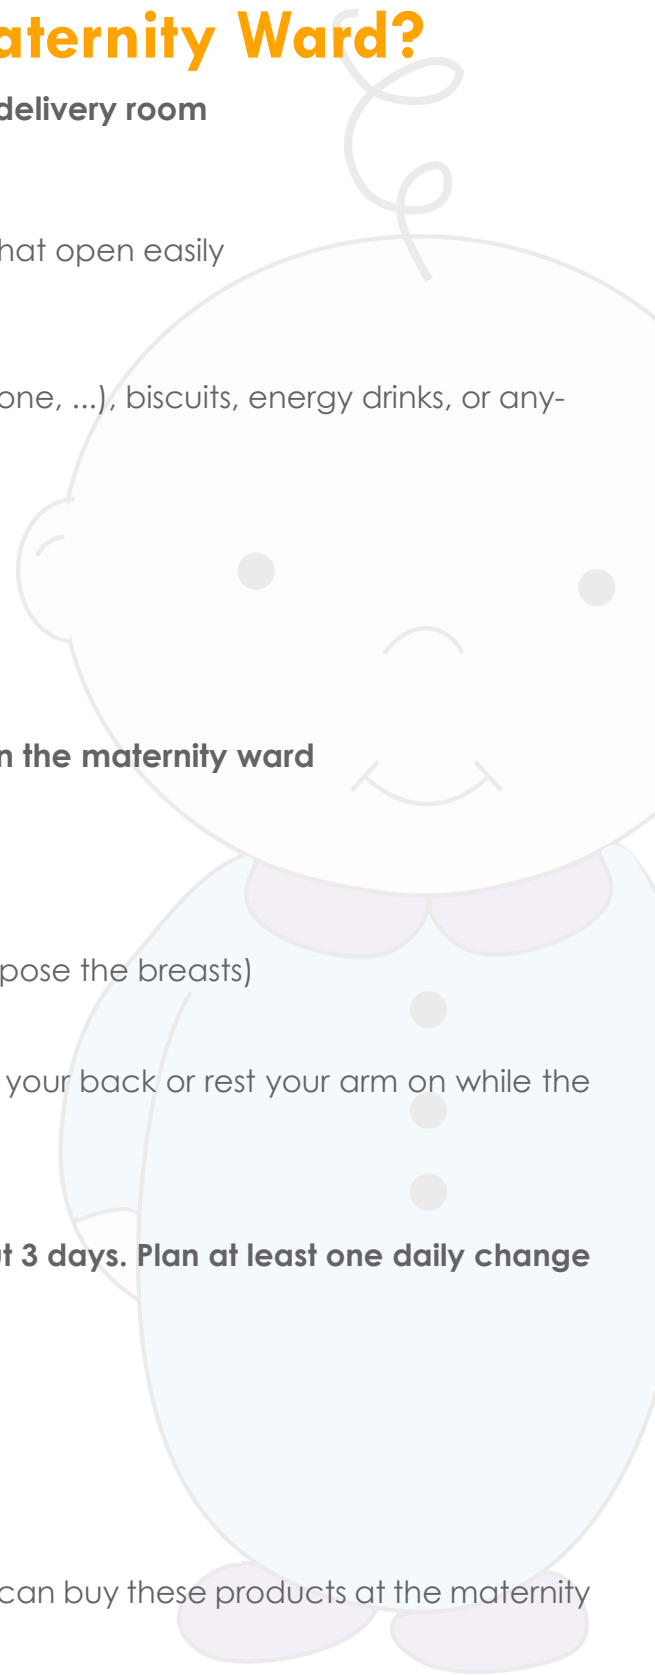 aternity Ward?
delivery room
hat open easily
one, ...), biscuits, energy drinks, or any-
n the maternity ward
pose the breasts)
your back or rest your arm on while the
t 3 days. Plan at least one daily change
can buy these products at the maternity